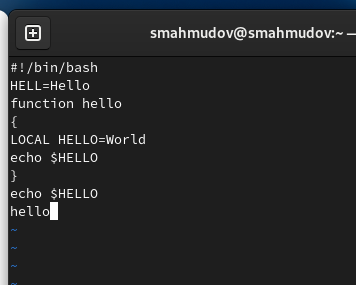 smahmudov@smahmudov:~ —
#!/bin/bash
HELL=Hello
function hello
{
LOCAL HELLO=World
echo $HELLO
}
echo $HELLO
hello
~
~
~
~